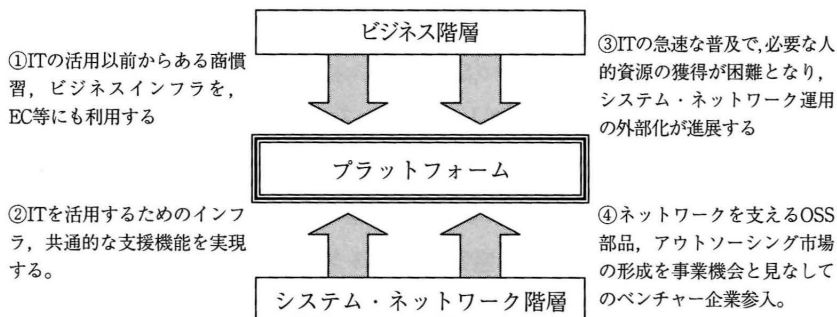 ビジネス階層
①ITの活用以前からある商慣
習，ビジネスインフラを，
EC等にも利用する
③ITの急速な普及で,必要な人
的資源の獲得が困難となり，
システム・ネットワーク運用
の外部化が進展する
プラットフォーム
②ITを活用するためのインフ
ラ，共通的な支援機能を実現
する。
④ネットワークを支えるOSS
部品，アウトソーシング市場
の形成を事業機会と見なして
のベンチャー企業参入。
システム・ネットワーク階層